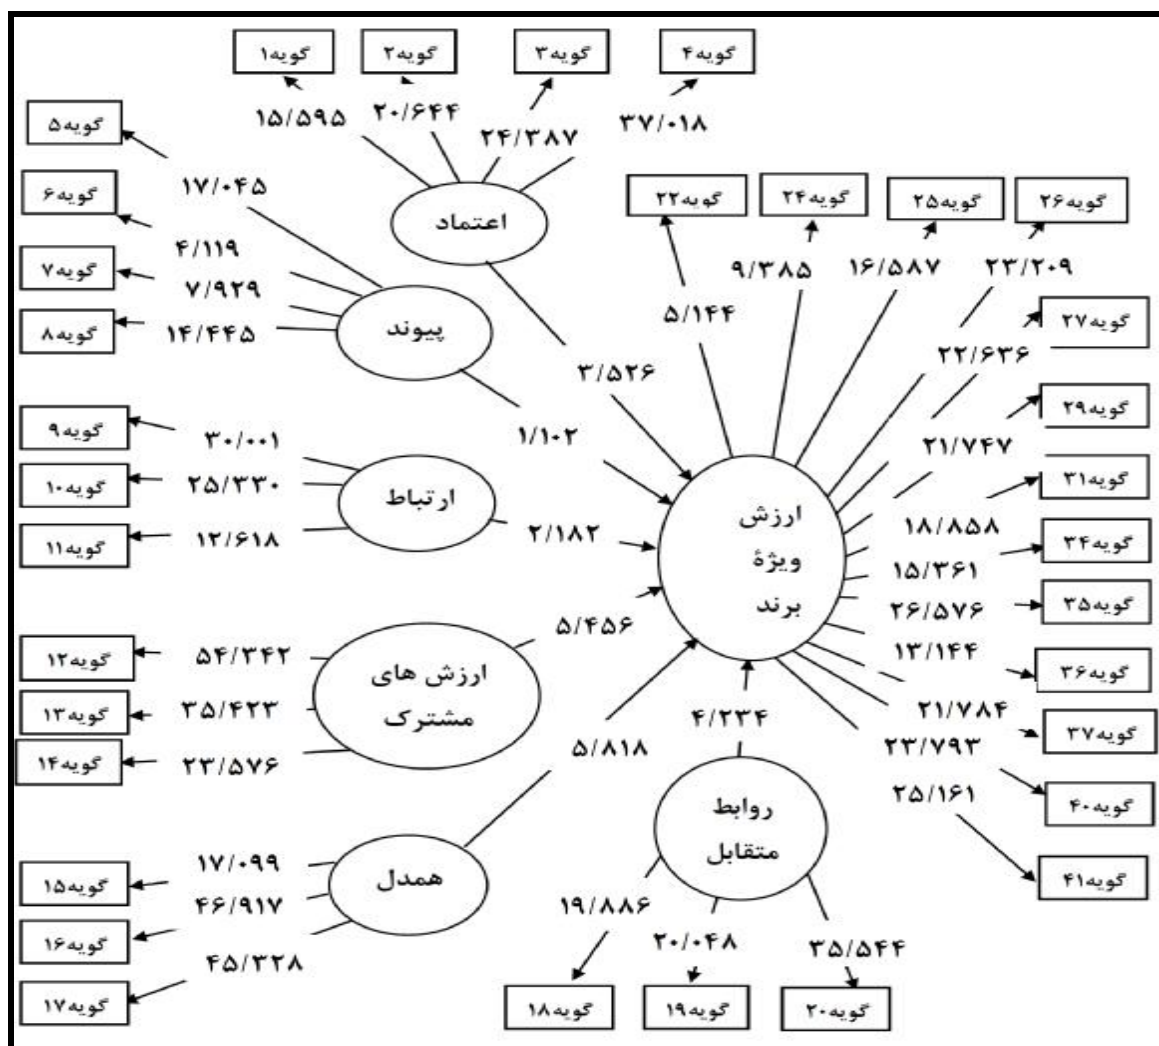 گویه۱
گویه۲
گویه۳
گویه۴
۱۵/۵۹۵
۲۰/۶۴۴
۲۴/۳۸۷
۳۷/۰۱۸
اعتماد
گویه۵
گویه۶
گویه۷
گویه۸
۱۷/۰۴۵
۴/۱۱۹
۷/۹۲۹
۱۴/۴۴۵
پیوند
گویه۹
گویه۱۰
گویه۱۱
۳۰/۰۰۱
۲۵/۳۳۰
۱۲/۶۱۸
ارتباط
گویه۱۲
گویه۱۳
گویه۱۴
۵۴/۳۴۲
۳۵/۴۲۳
۲۳/۵۷۶
ارزش های
مشترک
گویه۱۵
گویه۱۶
گویه۱۷
۱۷/۰۹۹
۴۶/۹۱۷
۴۵/۳۲۸
همدل
گویه۱۸
گویه۱۹
گویه۲۰
۱۹/۸۸۶
۲۰/۰۴۸
۳۵/۵۴۴
روابط
متقابل
۳/۵۲۶
۱/۱۰۲
۲/۱۸۲
۵/۴۵۶
۵/۸۱۸
۴/۲۳۴
ارزش
ویژۀ
برند
گویه۲۲
گویه۲۴
گویه۲۵
گویه۲۶
گویه۲۷
گویه۲۹
گویه۳۱
گویه۳۴
گویه۳۵
گویه۳۶
گویه۳۷
گویه۴۰
گویه۴۱
۵/۱۴۴
۹/۳۸۵
۱۶/۵۸۷
۲۳/۲۰۹
۲۲/۶۳۶
۲۱/۷۴۷
۱۸/۸۵۸
۱۵/۳۶۱
۲۶/۵۷۶
۱۳/۱۴۴
۲۱/۷۸۴
۲۳/۷۹۳
۲۵/۱۶۱